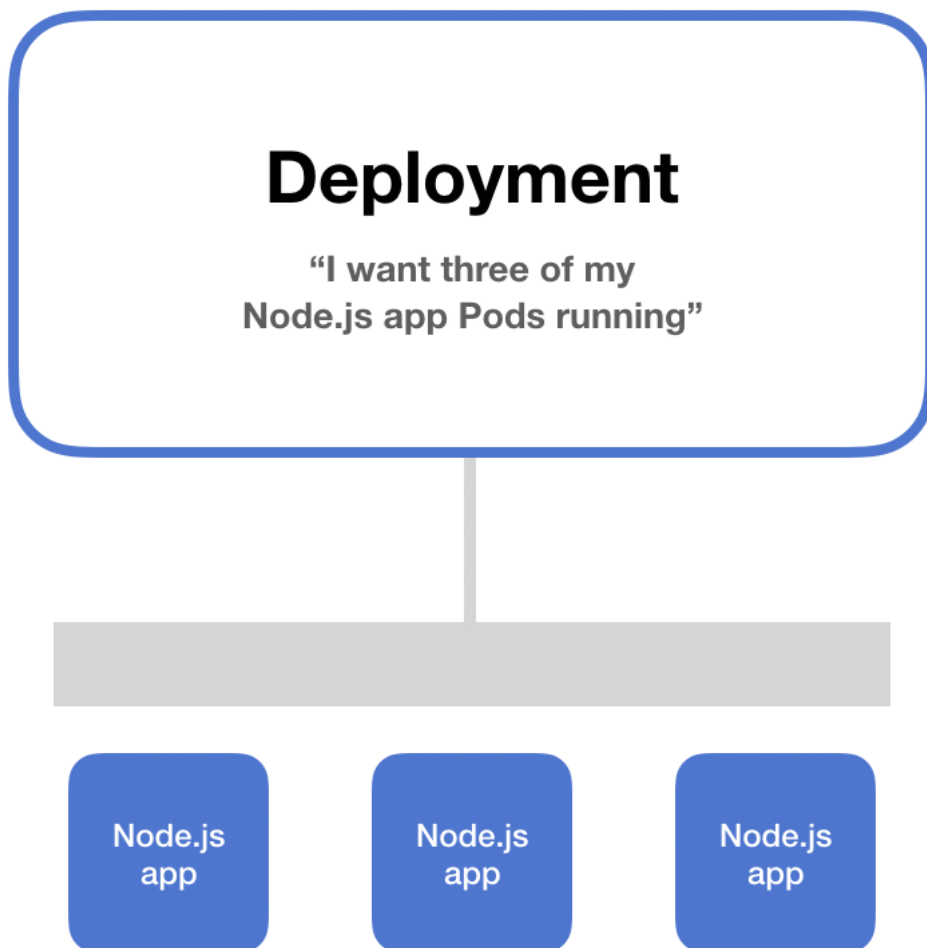 Deployment
“I want three of my
Node.js app Pods running”
Node.js
app
Node.js
app
Node.js
app